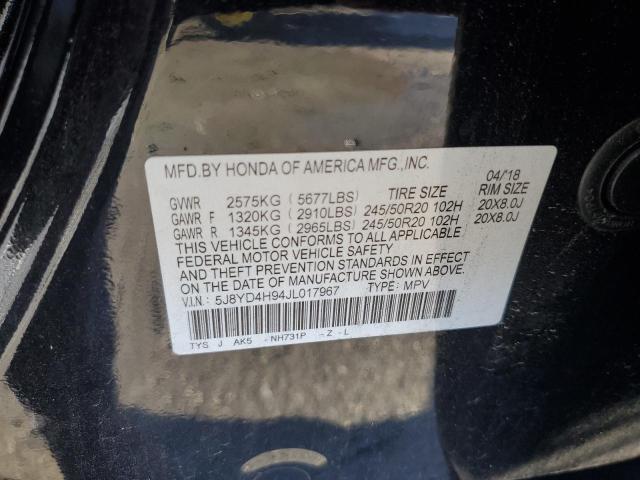 MFD.BY HONDA OF AMERICA MFG.,INC. 04/'18
GVWR 2575KG (5677LBS) TIRE SIZE RIM SIZE
GAWR F 1320KG (2910LBS) 245/50R20 102H 20X8.0J
GAWR R 1345KG (2965LBS) 245/50R20 102H 20X8.0J
THIS VEHICLE CONFORMS TO ALL APPLICABLE
FEDERAL MOTOR VEHICLE SAFETY
AND THEFT PREVENTION STANDARDS IN EFFECT
ON THE DATE OF MANUFACTURE SHOWN ABOVE.
V.I.N.: 5J8YD4H94JL017967 TYPE: MPV
TYS J AK5 -NH731P -Z -L